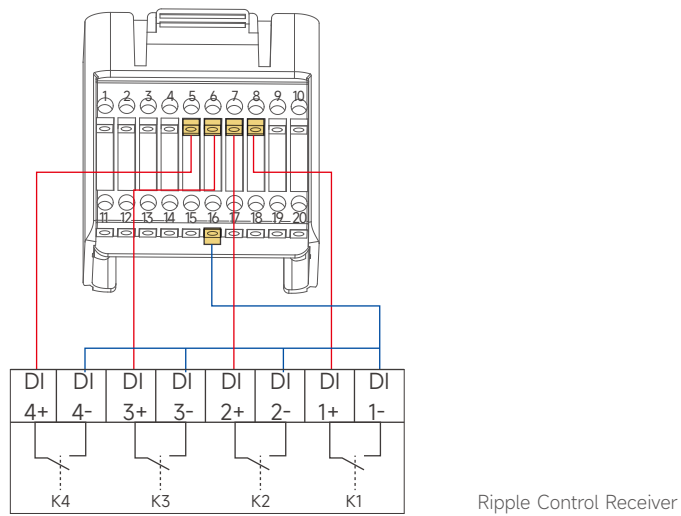 1 2 3 4 5 6 7 8 9 10
11 12 13 14 15 16 17 18 19 20
DI DI DI DI DI DI DI DI
4+ 4- 3+ 3- 2+ 2- 1+ 1-
K4 K3 K2 K1
Ripple Control Receiver